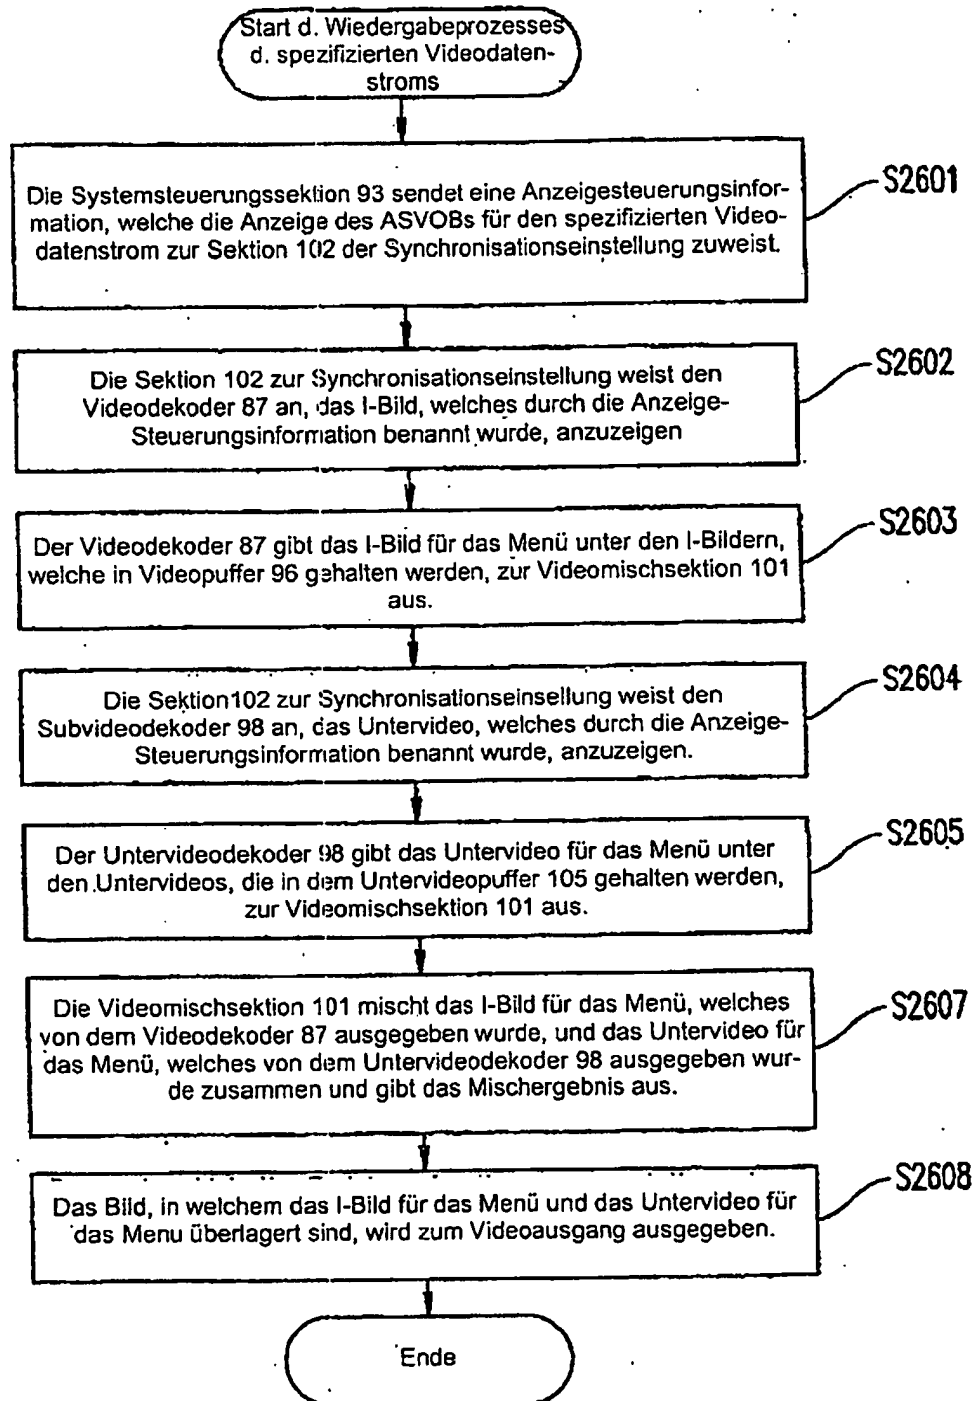 Start d. Wiedergabeprozesses
d. spezifizierten Videodaten-
stroms
Die Systemsteuerungssektion 93 sendet eine Anzeigesteuerungsinfor-
mation, welche die Anzeige des ASVOBs für den spezifizierten Video-
datenstrom zur Sektion 102 der Synchronisationseinstellung zuweist.
S2601
Die Sektion 102 zur Synchronisationseinstellung weist den
Videodekoder 87 an, das I-Bild, welches durch die Anzeige-
Steuerungsinformation benannt wurde, anzuzeigen
S2602
Der Videodekoder 87 gibt das I-Bild für das Menü unter den I-Bildern,
welche in Videopuffer 96 gehalten werden, zur Videomischsektion 101
aus.
S2603
Die Sektion102 zur Synchronisationseinsellung weist den
Subvideodekoder 98 an, das Untervideo, welches durch die Anzeige-
Steuerungsinformation benannt wurde, anzuzeigen.
S2604
Der Untervideodekoder 98 gibt das Untervideo für das Menü unter
den Untervideos, die in dem Untervideopuffer 105 gehalten werden,
zur Videomischsektion 101 aus.
S2605
Die Videomischsektion 101 mischt das I-Bild für das Menü, welches
von dem Videodekoder 87 ausgegeben wurde, und das Untervideo für
das Menü, welches von dem Untervideodekoder 98 ausgegeben wur-
de zusammen und gibt das Mischergebnis aus.
S2607
Das Bild, in welchem das I-Bild für das Menü und das Untervideo für
das Menu überlagert sind, wird zum Videoausgang ausgegeben.
S2608
Ende